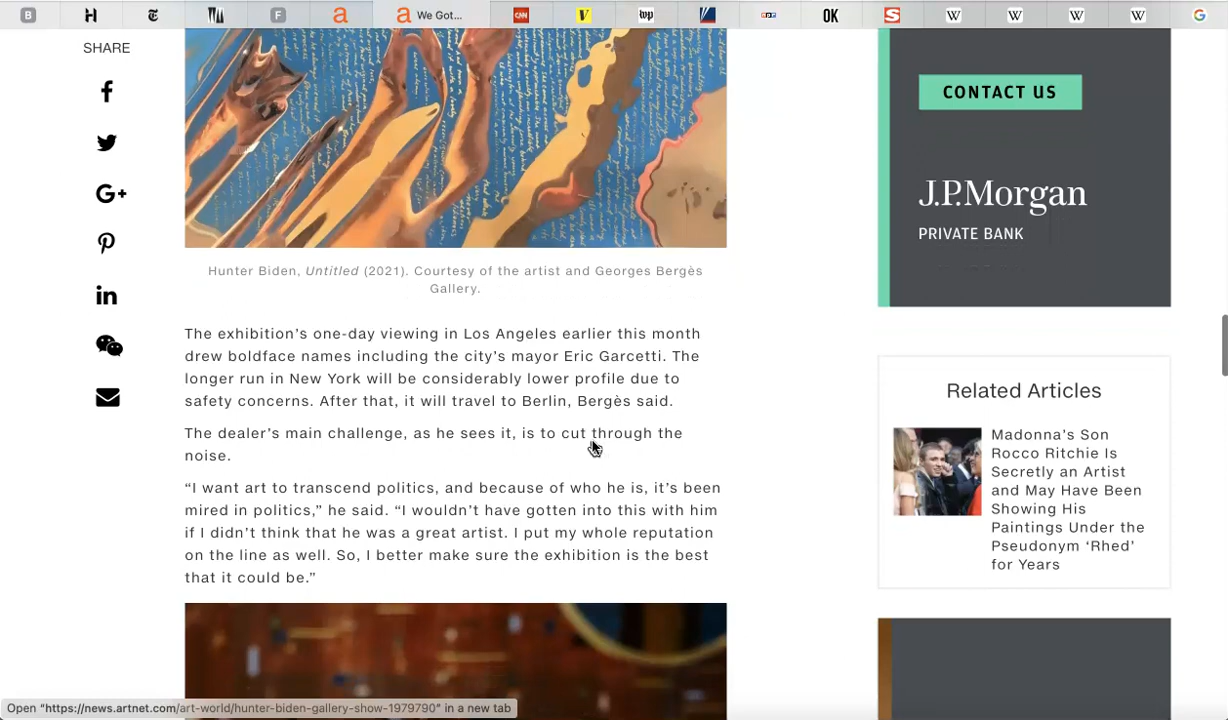 We Got...
CNN
OK
SHARE
CONTACT US
J.P.Morgan
PRIVATE BANK
Hunter Biden, Untitled (2021). Courtesy of the artist and Georges Bergès
Gallery.
The exhibition’s one-day viewing in Los Angeles earlier this month
drew boldface names including the city’s mayor Eric Garcetti. The
longer run in New York will be considerably lower profile due to
safety concerns. After that, it will travel to Berlin, Bergès said.
The dealer’s main challenge, as he sees it, is to cut through the
noise.
“I want art to transcend politics, and because of who he is, it’s been
mired in politics,” he said. “I wouldn’t have gotten into this with him
if I didn’t think that he was a great artist. I put my whole reputation
on the line as well. So, I better make sure the exhibition is the best
that it could be.”
Related Articles
Madonna’s Son
Rocco Ritchie Is
Secretly an Artist
and May Have Been
Showing His
Paintings Under the
Pseudonym ‘Rhed’
for Years
Open “https://news.artnet.com/art-world/hunter-biden-gallery-show-1979790” in a new tab